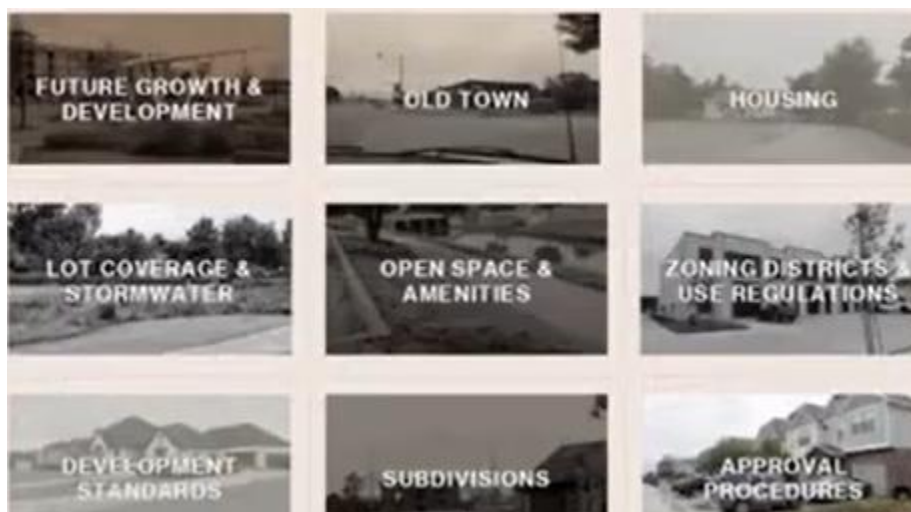 FUTURE GROWTH &
DEVELOPMENT
OLD TOWN
HOUSING
LOT COVERAGE &
STORMWATER
OPEN SPACE &
AMENITIES
ZONING DISTRICTS &
USE REGULATIONS
DEVELOPMENT
STANDARDS
SUBDIVISIONS
APPROVAL
PROCEDURES